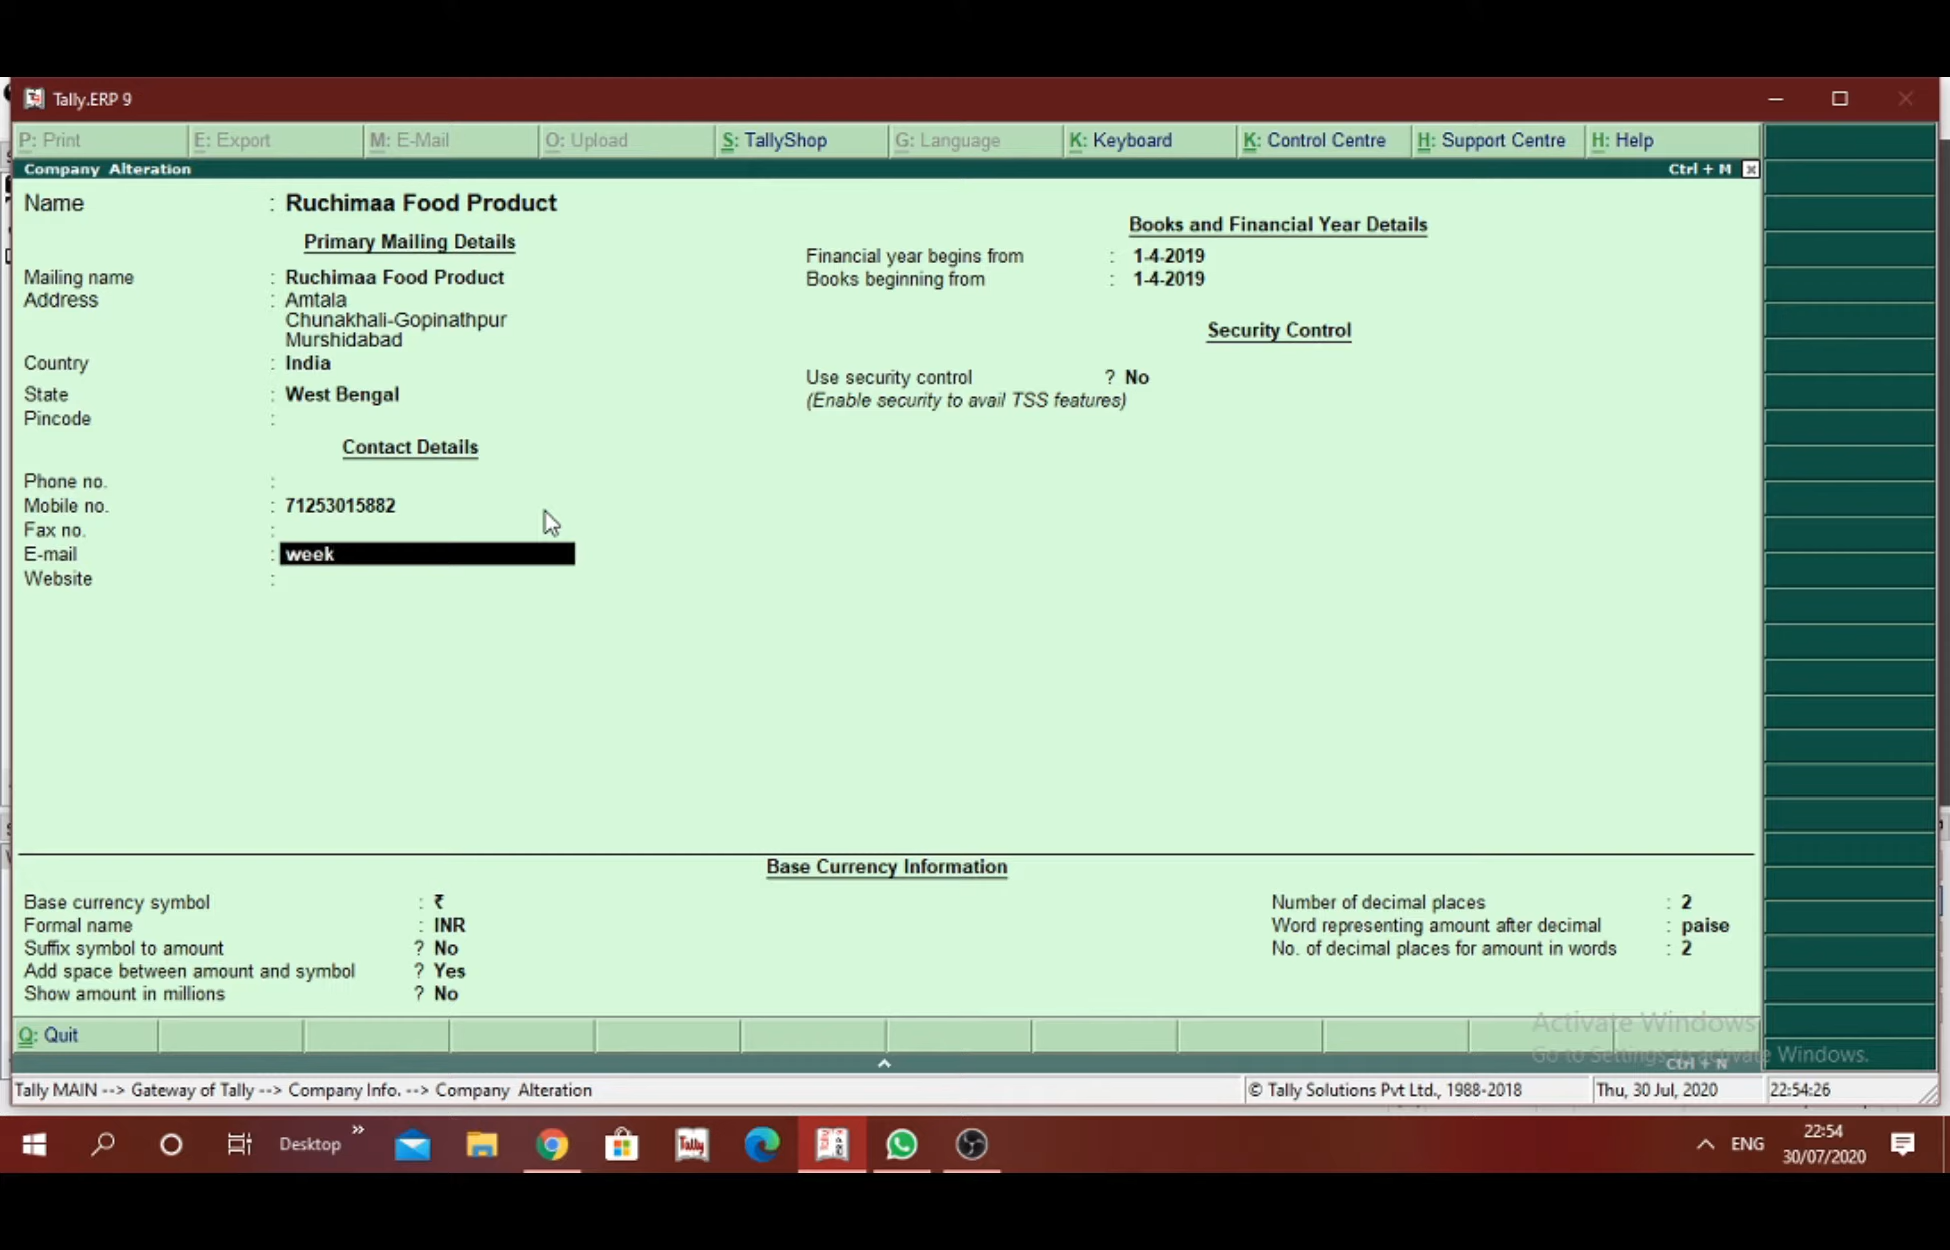 Tally.ERP 9
P: Print E: Export M: E-Mail O: Upload S: TallyShop G: Language K: Keyboard K: Control Centre H: Support Centre H: Help
Company Alteration Ctrl + M
Name : Ruchimaa Food Product
Primary Mailing Details
Mailing name : Ruchimaa Food Product
Address : Amtala
Chunakhali-Gopinathpur
Murshidabad
Country : India
State : West Bengal
Pincode :
Contact Details
Phone no. :
Mobile no. : 71253015882
Fax no. :
E-mail : week
Website :
Books and Financial Year Details
Financial year begins from : 1-4-2019
Books beginning from : 1-4-2019
Security Control
Use security control ? No
(Enable security to avail TSS features)
Base Currency Information
Base currency symbol : ₹
Formal name : INR
Suffix symbol to amount ? No
Add space between amount and symbol ? Yes
Show amount in millions ? No
Number of decimal places : 2
Word representing amount after decimal : paise
No. of decimal places for amount in words : 2
Activate Windows
Go to Settings to activate Windows.
Q: Quit
Ctrl + N
Tally MAIN --> Gateway of Tally --> Company Info. --> Company Alteration © Tally Solutions Pvt Ltd., 1988-2018 Thu, 30 Jul, 2020 22:54:26
Desktop » Tally ENG 22:54
30/07/2020